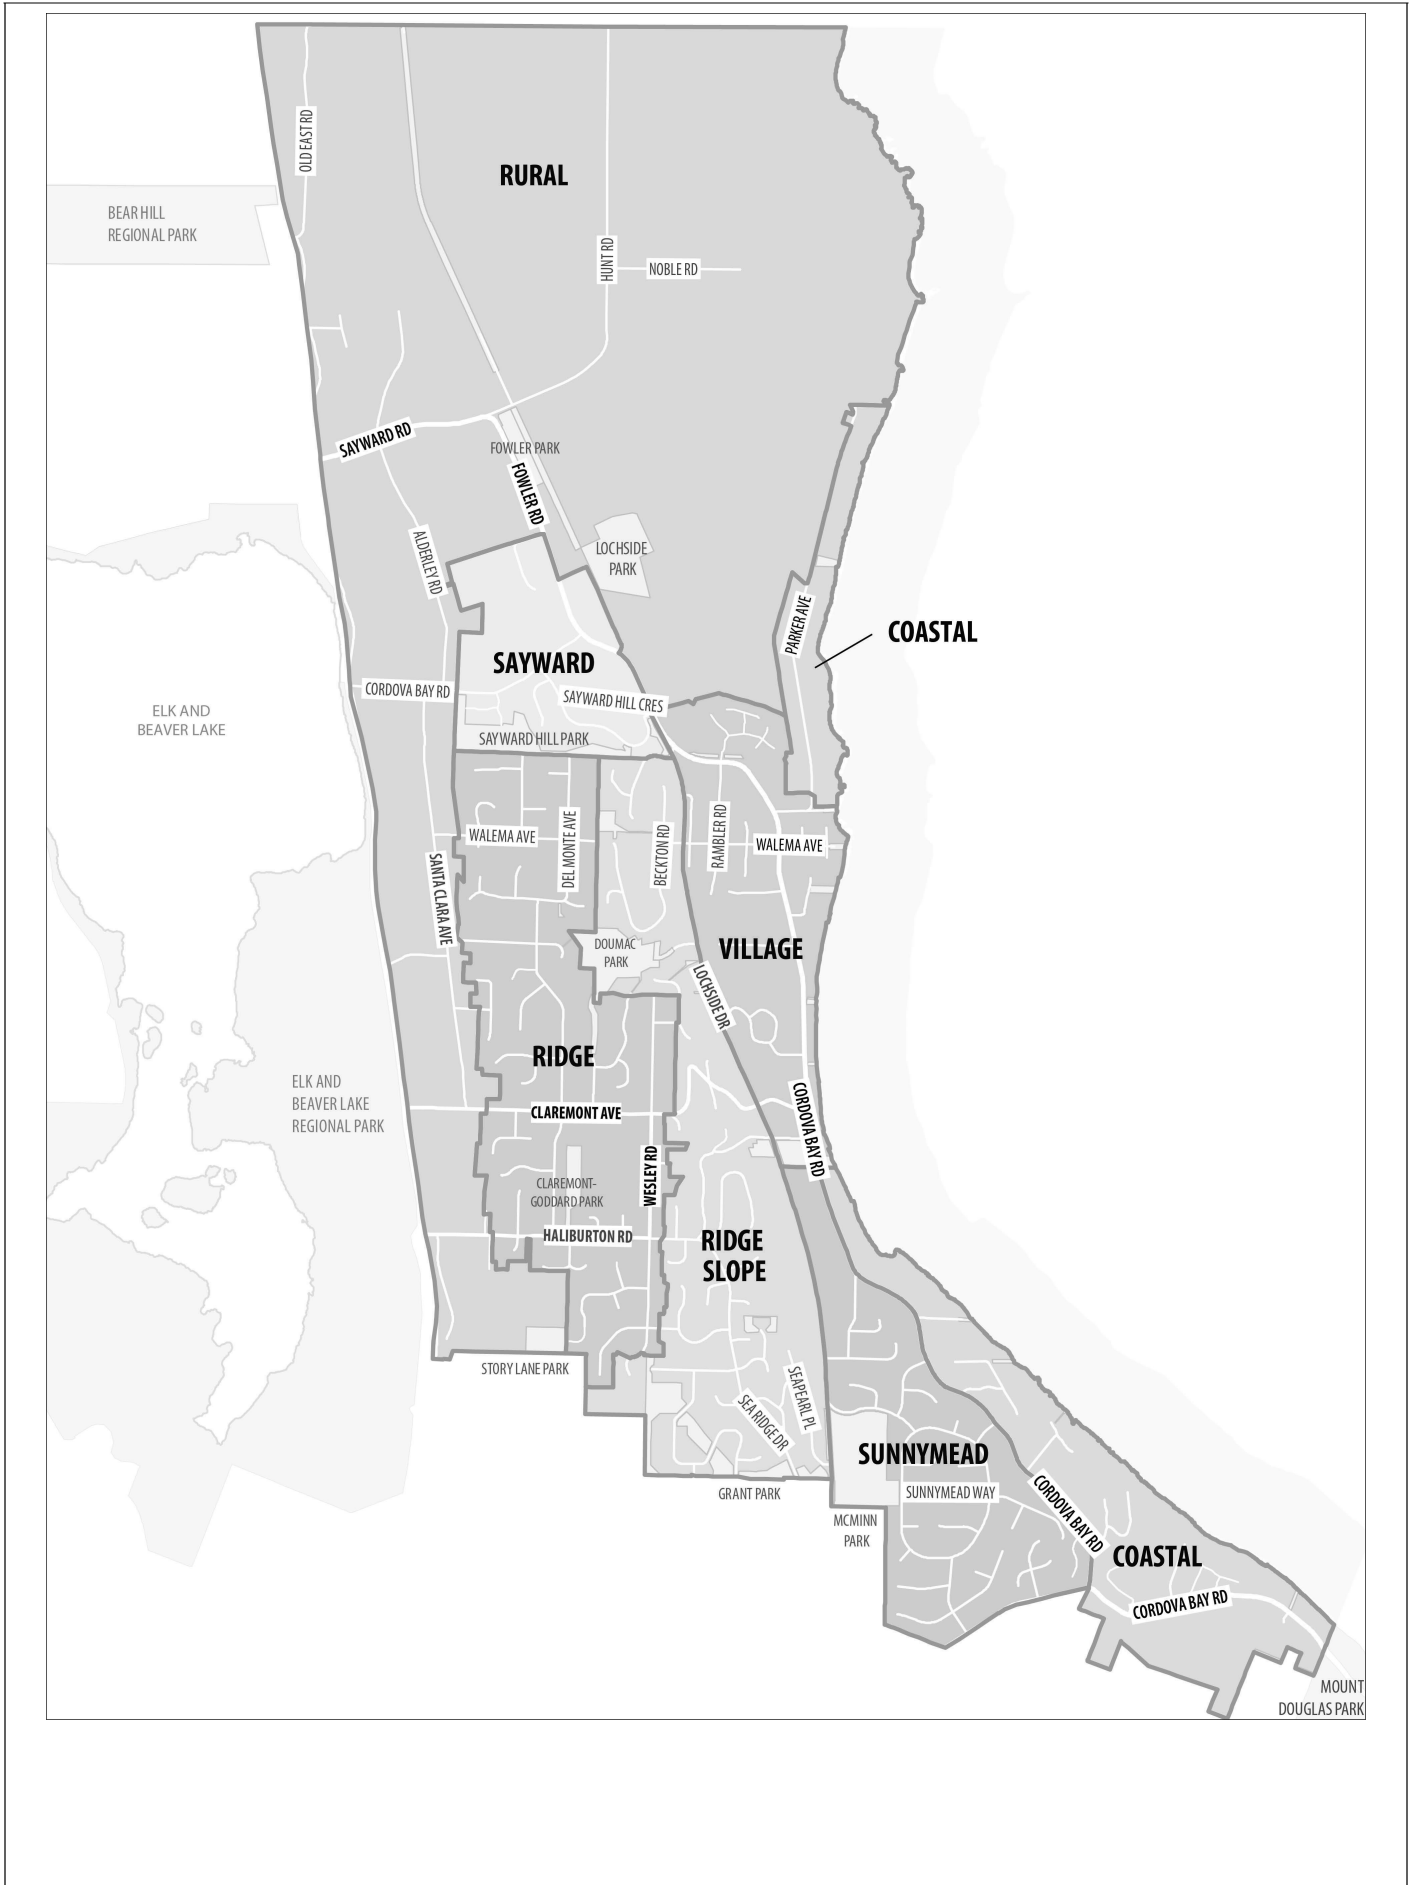 OLD EAST RD
RURAL
BEAR HILL
REGIONAL PARK
HUNT RD
NOBLE RD
SAYWARD RD
FOWLER PARK
FOWLER RD
ALDERLEY RD
LOCHSIDE
PARK
PARKER AVE
COASTAL
SAYWARD
CORDOVA BAY RD
SAYWARD HILL CRES
ELK AND
BEAVER LAKE
SAYWARD HILL PARK
WALEMA AVE
DEL MONTE AVE
BECKTON RD
RAMBLER RD
WALEMA AVE
SANTA CLARA AVE
DOUMAC
PARK
VILLAGE
LOCHSIDE DR
RIDGE
ELK AND
BEAVER LAKE
REGIONAL PARK
CLAREMONT AVE
CORDOVA BAY RD
WESLEY RD
CLAREMONT-
GODDARD PARK
HALIBURTON RD
RIDGE
SLOPE
STORY LANE PARK
SEAPEARL PL
SEA RIDGE DR
SUNNYMEAD
GRANT PARK
SUNNYMEAD WAY
MCMINN
PARK
CORDOVA BAY RD
COASTAL
CORDOVA BAY RD
MOUNT
DOUGLAS PARK